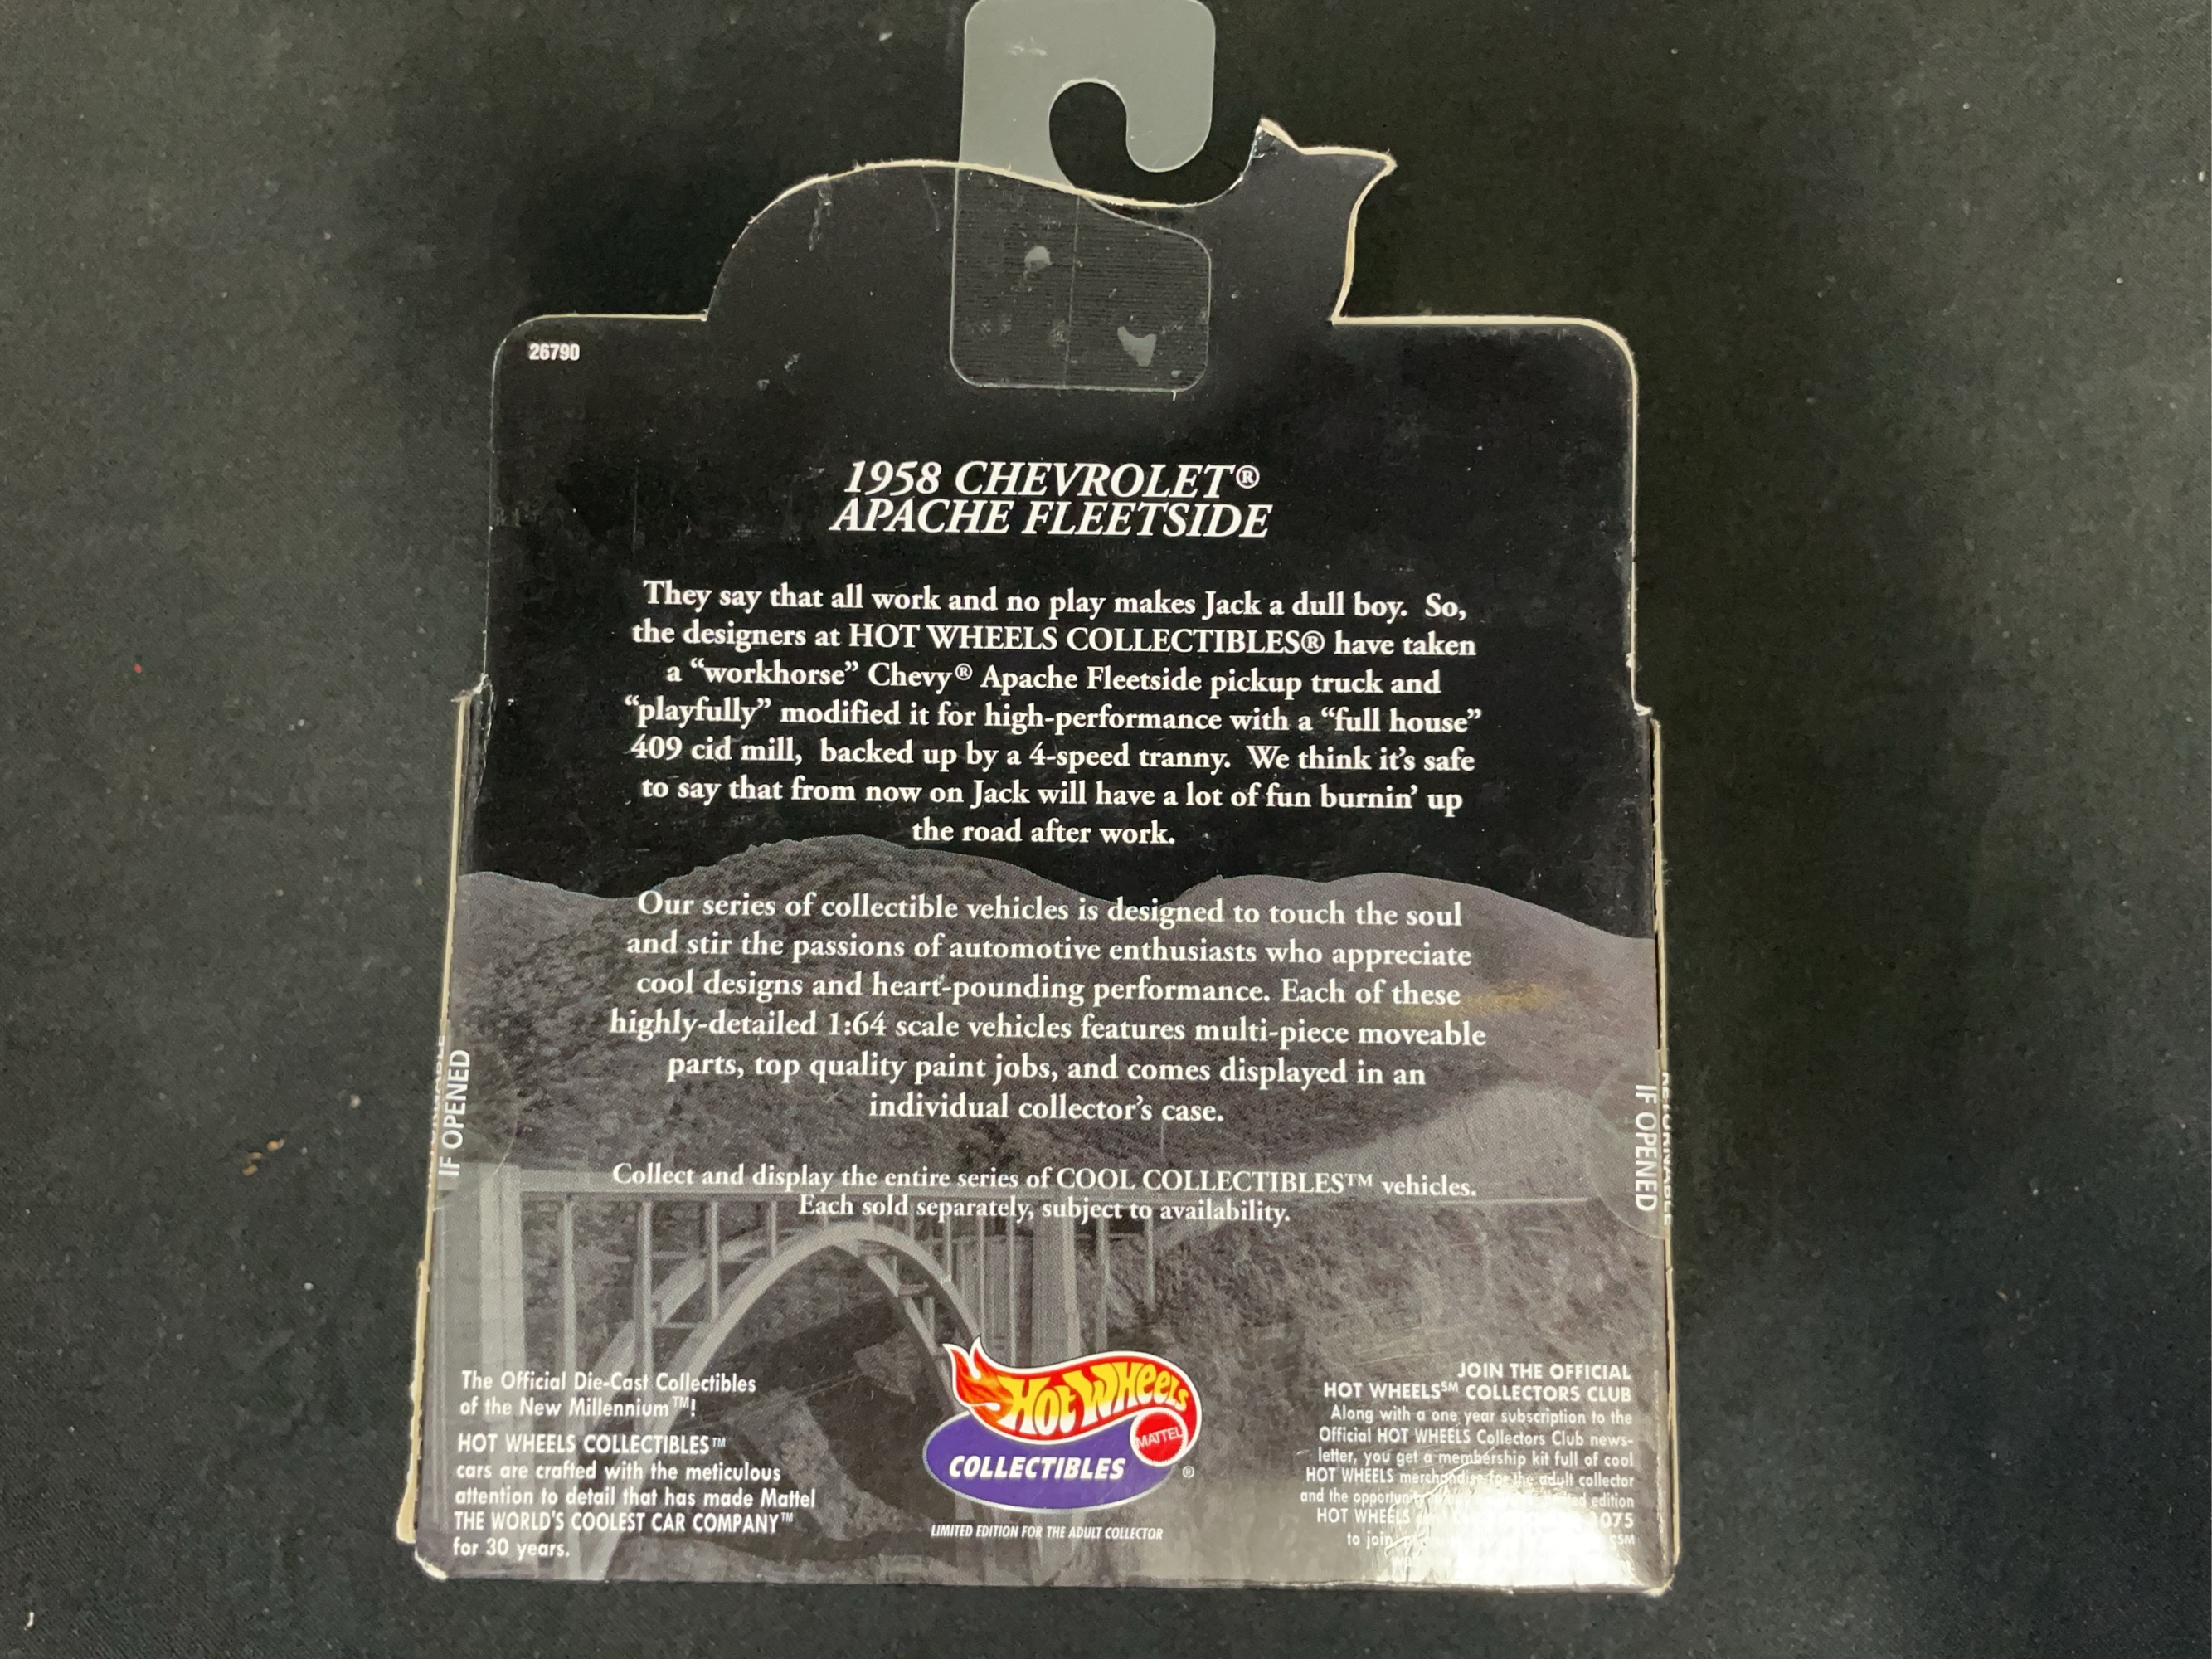 26790
1958 CHEVROLET®
APACHE FLEETSIDE
They say that all work and no play makes Jack a dull boy. So,
the designers at HOT WHEELS COLLECTIBLES® have taken
a “workhorse” Chevy® Apache Fleetside pickup truck and
“playfully” modified it for high-performance with a “full house”
409 cid mill, backed up by a 4-speed tranny. We think it’s safe
to say that from now on Jack will have a lot of fun burnin’ up
the road after work.
Our series of collectible vehicles is designed to touch the soul
and stir the passions of automotive enthusiasts who appreciate
cool designs and heart-pounding performance. Each of these
highly-detailed 1:64 scale vehicles features multi-piece moveable
parts, top quality paint jobs, and comes displayed in an
individual collector’s case.
Collect and display the entire series of COOL COLLECTIBLES™ vehicles.
Each sold separately, subject to availability.
IF OPENED
IF OPENED
The Official Die-Cast Collectibles
of the New Millennium™!
HOT WHEELS COLLECTIBLES™
cars are crafted with the meticulous
attention to detail that has made Mattel
THE WORLD'S COOLEST CAR COMPANY™
for 30 years.
Hot Wheels
MATTEL
COLLECTIBLES ®
LIMITED EDITION FOR THE ADULT COLLECTOR
JOIN THE OFFICIAL
HOT WHEELS℠ COLLECTORS CLUB
Along with a one year subscription to the
Official HOT WHEELS Collectors Club news-
letter, you get a membership kit full of cool
HOT WHEELS merchandise for the adult collector
and the edition
HOT WHEELS
to join